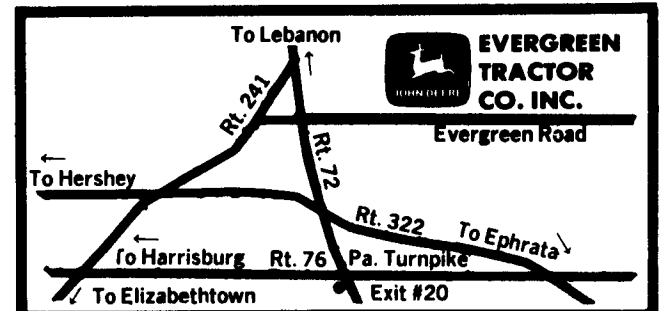 To Lebanon
EVERGREEN
TRACTOR
CO. INC.
JOHN DEERE
Rt. 241
Evergreen Road
Rt. 72
To Hershey
Rt. 322
To Ephrata
To Harrisburg
Rt. 76
Pa. Turnpike
To Elizabethtown
Exit #20